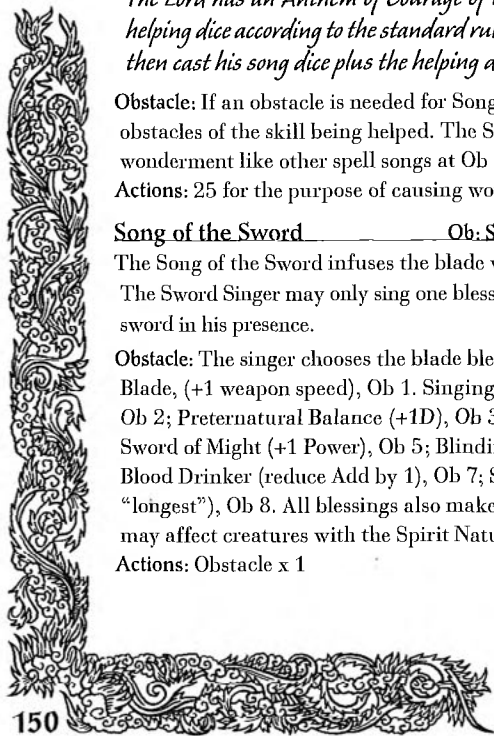 The Lord has an Anthem of Courage of
helping dice according to the standard ru
then cast his song dice plus the helping d
Obstacle: If an obstacle is needed for Song
obstacles of the skill being helped. The S
wonderment like other spell songs at Ob
Actions: 25 for the purpose of causing wo
Song of the Sword Ob: S
The Song of the Sword infuses the blade
The Sword Singer may only sing one bless
sword in his presence.
Obstacle: The singer chooses the blade ble
Blade, (+1 weapon speed), Ob 1. Singing
Ob 2; Preternatural Balance (+1D), Ob 3
Sword of Might (+1 Power), Ob 5; Blindi
Blood Drinker (reduce Add by 1), Ob 7; S
“longest”), Ob 8. All blessings also make
may affect creatures with the Spirit Natu
Actions: Obstacle x 1
150